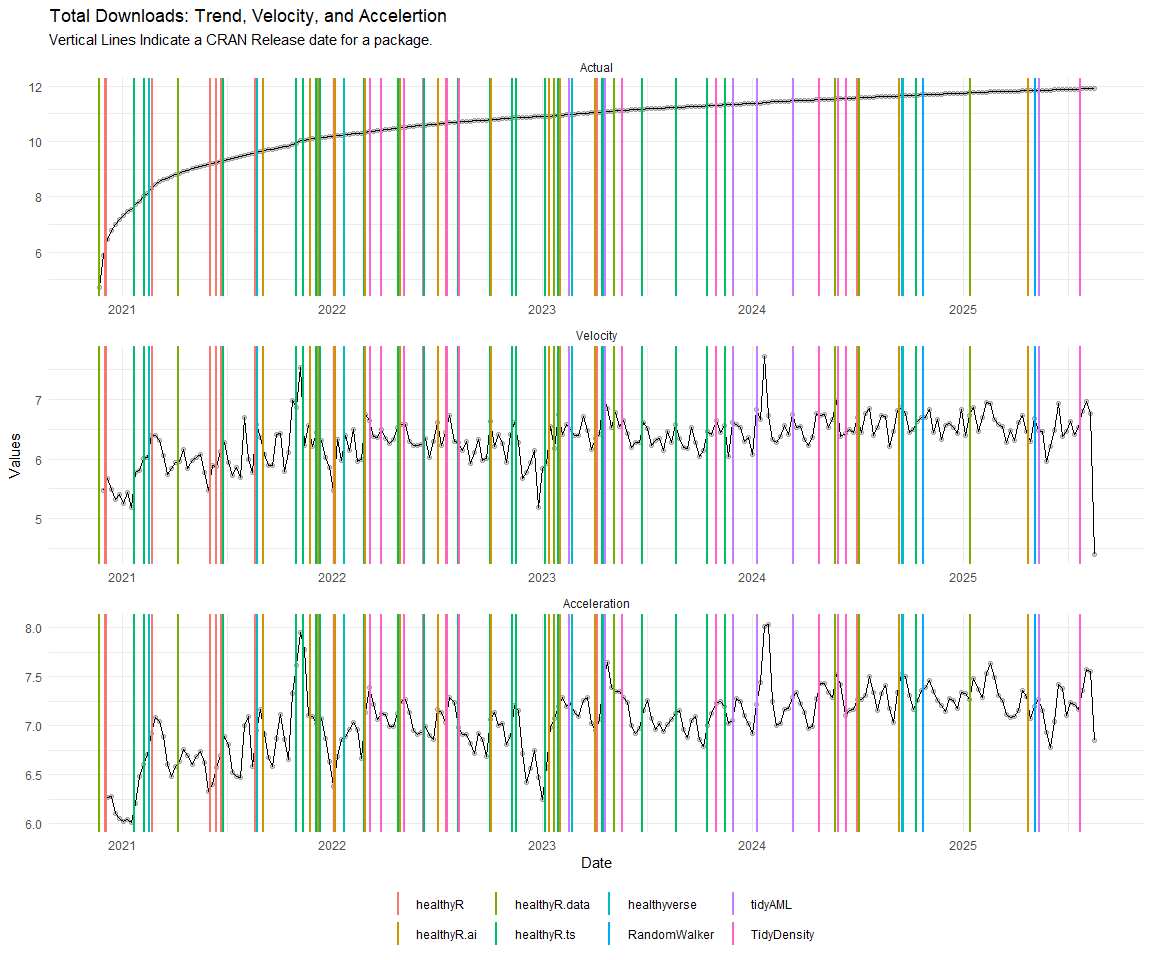 Total Downloads: Trend, Velocity, and Accelertion
Vertical Lines Indicate a CRAN Release date for a package.
Actual
12
10
8
6
2021 2022 2023 2024 2025
Velocity
7
6
5
2021 2022 2023 2024 2025
Values
Acceleration
8.0
7.5
7.0
6.5
6.0
2021 2022 2023 2024 2025
Date
healthyR healthyR.data healthyverse tidyAML
healthyR.ai healthyR.ts RandomWalker TidyDensity